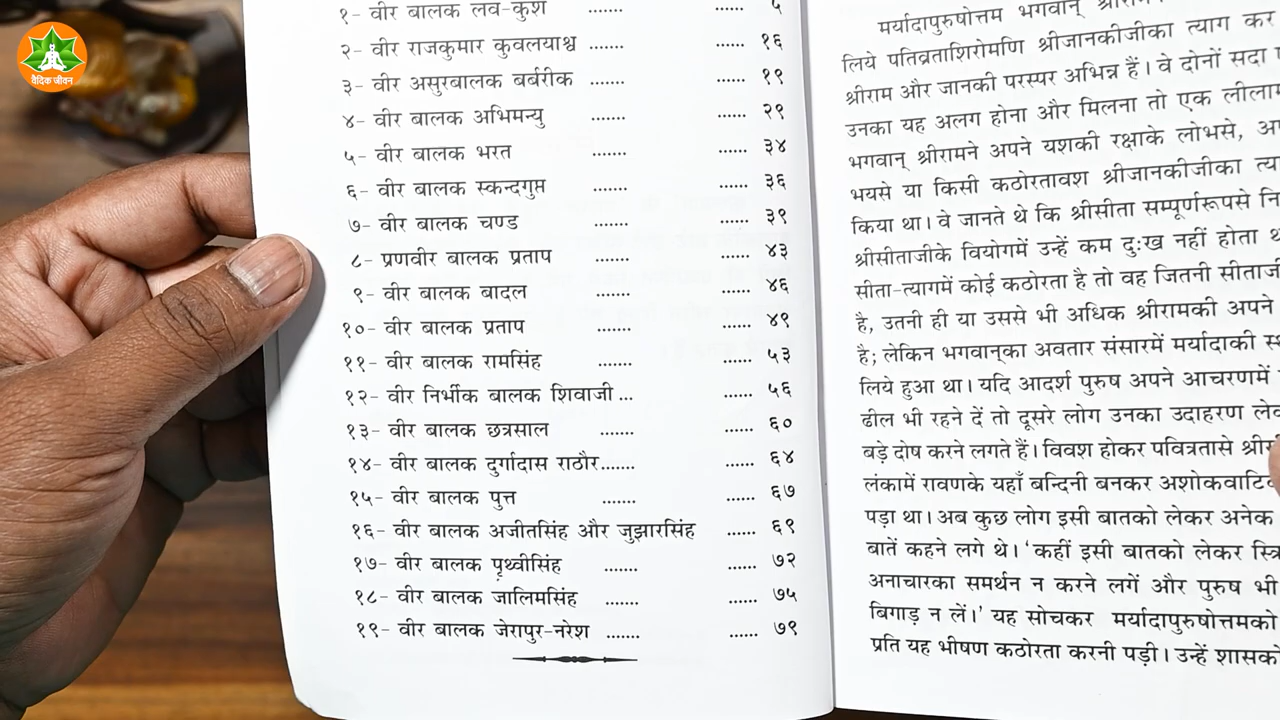 वैदिक जीवन
१- वीर बालक लव-कुश ....... ...... ५
२- वीर राजकुमार कुवलयाश्व ....... ...... १६
३- वीर असुरबालक बर्बरीक ....... ...... १९
४- वीर बालक अभिमन्यु ....... ...... २९
५- वीर बालक भरत ....... ...... ३४
६- वीर बालक स्कन्दगुप्त ....... ...... ३६
७- वीर बालक चण्ड ....... ...... ३९
८- प्रणवीर बालक प्रताप ....... ...... ४३
९- वीर बालक बादल ....... ...... ४६
१०- वीर बालक प्रताप ....... ...... ४९
११- वीर बालक रामसिंह ....... ...... ५३
१२- वीर निर्भीक बालक शिवाजी ... ...... ५६
१३- वीर बालक छत्रसाल ....... ...... ६०
१४- वीर बालक दुर्गादास राठौर....... ...... ६४
१५- वीर बालक पुत्त ....... ...... ६७
१६- वीर बालक अजीतसिंह और जुझारसिंह ...... ६९
१७- वीर बालक पृथ्वीसिंह ....... ...... ७२
१८- वीर बालक जालिमसिंह ....... ...... ७५
१९- वीर बालक जेरापुर-नरेश ....... ...... ७९
मर्यादापुरुषोत्तम भगवान्
लिये पतिव्रताशिरोमणि श्रीजानकीजीका त्याग कर
श्रीराम और जानकी परस्पर अभिन्न हैं। वे दोनों सदा
उनका यह अलग होना और मिलना तो एक
भगवान् श्रीरामने अपने यशकी रक्षाके लोभसे,
भयसे या किसी कठोरतावश श्रीजानकीजीका
किया था। वे जानते थे कि श्रीसीता सम्पूर्णरूपसे
श्रीसीताजीके वियोगमें उन्हें कम दुःख नहीं होता
सीता-त्यागमें कोई कठोरता है तो वह जितनी
है, उतनी ही या उससे भी अधिक श्रीरामकी अपने
है; लेकिन भगवान्‌का अवतार संसारमें मर्यादाकी
लिये हुआ था। यदि आदर्श पुरुष अपने आचरणमें
ढील भी रहने दें तो दूसरे लोग उनका उदाहरण
बड़े दोष करने लगते हैं। विवश होकर पवित्रतासे
लंकामें रावणके यहाँ बन्दिनी बनकर
पड़ा था। अब कुछ लोग इसी बातको लेकर अनेक
बातें कहने लगे थे। 'कहीं इसी बातको लेकर
अनाचारका समर्थन न करने लगें और पुरुष भी
बिगाड़ न लें।' यह सोचकर मर्यादापुरुषोत्तमको
प्रति यह भीषण कठोरता करनी पड़ी। उन्हें